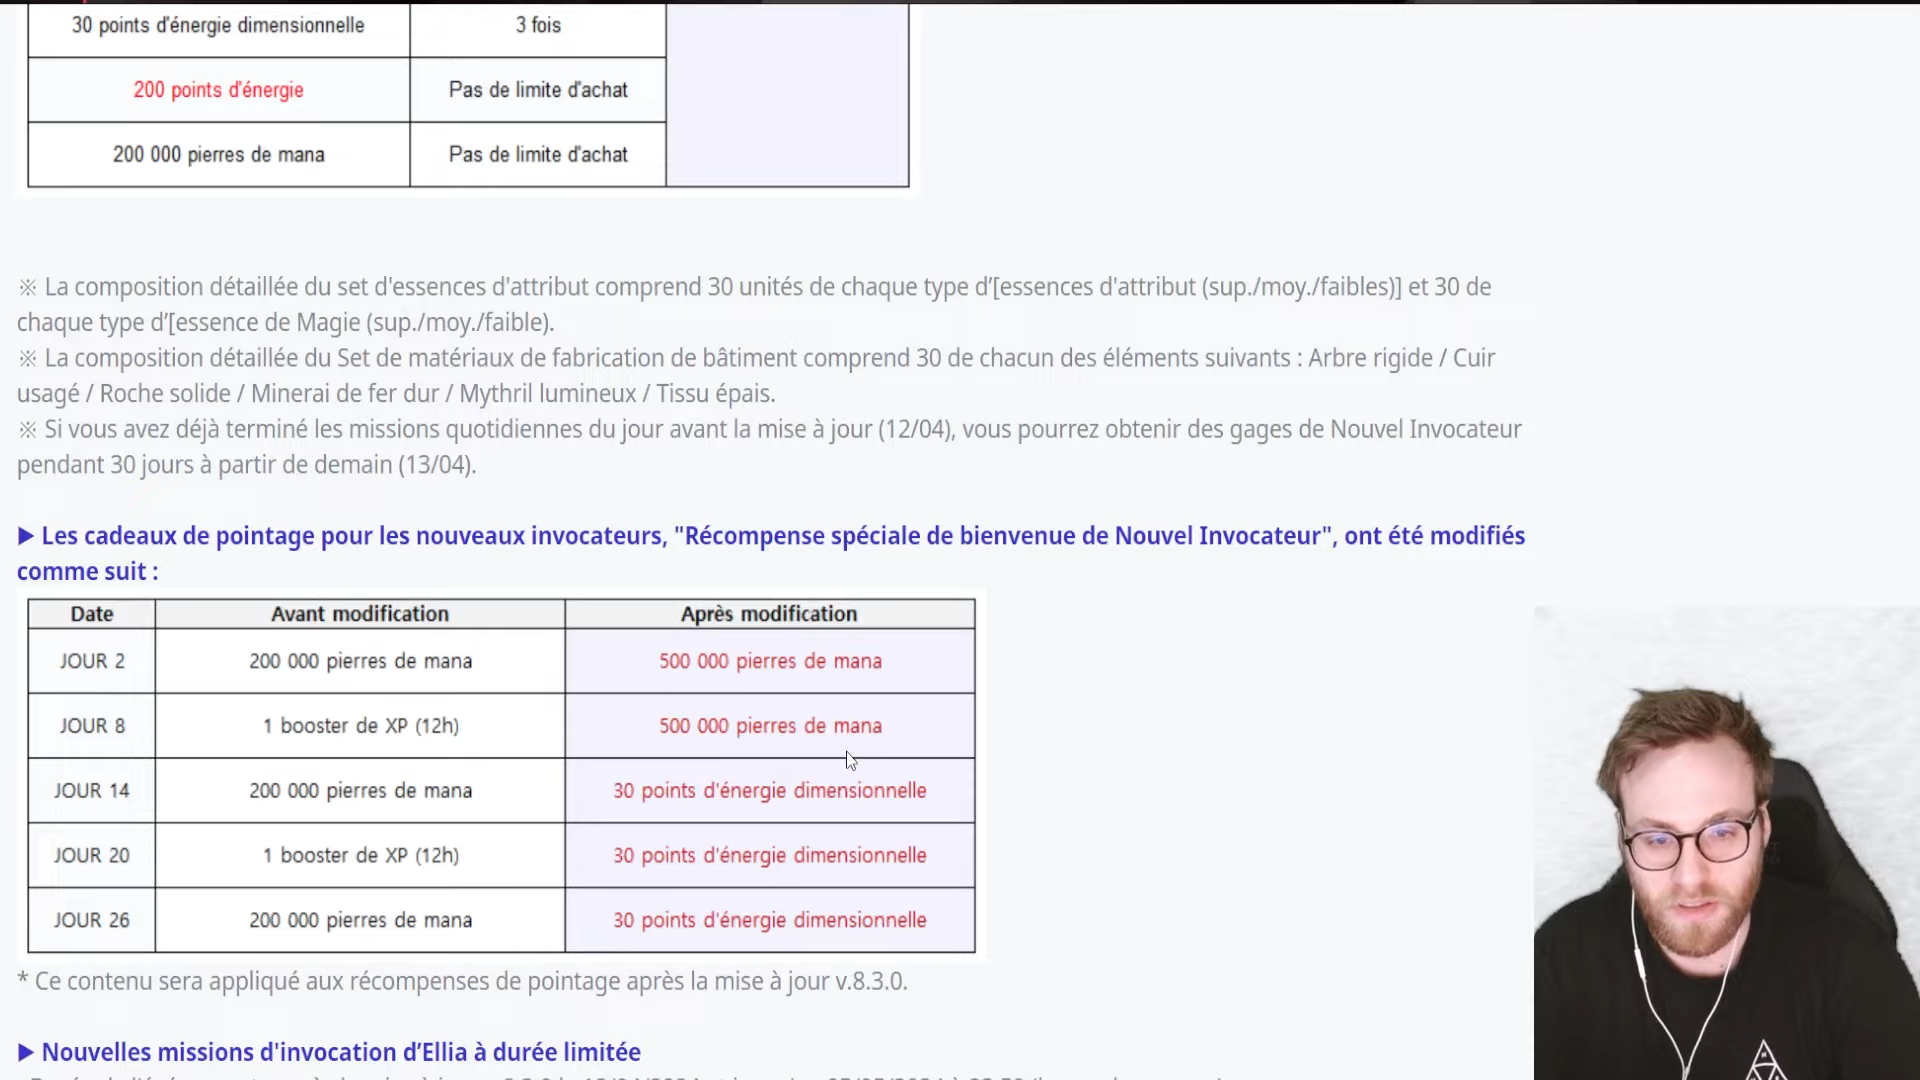 30 points d'énergie dimensionnelle 3 fois
200 points d'énergie Pas de limite d'achat
200 000 pierres de mana Pas de limite d'achat
※ La composition détaillée du set d'essences d'attribut comprend 30 unités de chaque type d’[essences d'attribut (sup./moy./faibles)] et 30 de
chaque type d’[essence de Magie (sup./moy./faible).
※ La composition détaillée du Set de matériaux de fabrication de bâtiment comprend 30 de chacun des éléments suivants : Arbre rigide / Cuir
usagé / Roche solide / Minerai de fer dur / Mythril lumineux / Tissu épais.
※ Si vous avez déjà terminé les missions quotidiennes du jour avant la mise à jour (12/04), vous pourrez obtenir des gages de Nouvel Invocateur
pendant 30 jours à partir de demain (13/04).
▶ Les cadeaux de pointage pour les nouveaux invocateurs, "Récompense spéciale de bienvenue de Nouvel Invocateur", ont été modifiés
comme suit :
Date Avant modification Après modification
JOUR 2 200 000 pierres de mana 500 000 pierres de mana
JOUR 8 1 booster de XP (12h) 500 000 pierres de mana
JOUR 14 200 000 pierres de mana 30 points d'énergie dimensionnelle
JOUR 20 1 booster de XP (12h) 30 points d'énergie dimensionnelle
JOUR 26 200 000 pierres de mana 30 points d'énergie dimensionnelle
* Ce contenu sera appliqué aux récompenses de pointage après la mise à jour v.8.3.0.
▶ Nouvelles missions d'invocation d’Ellia à durée limitée